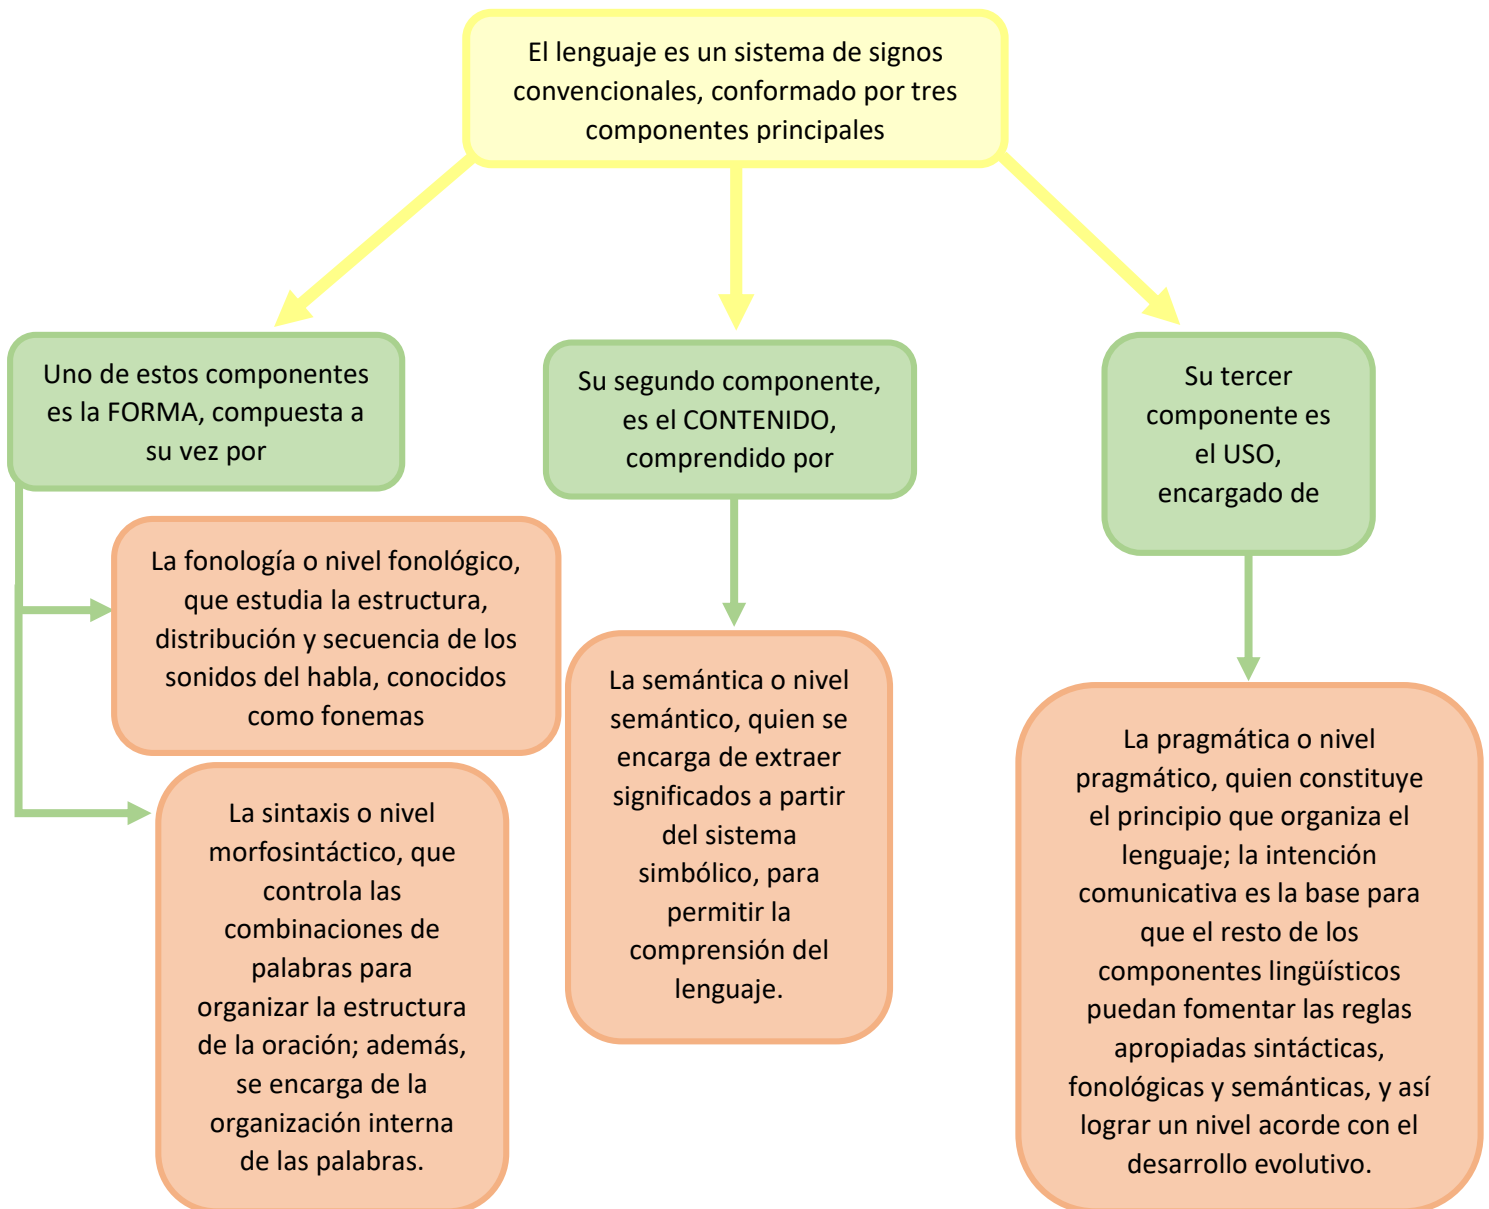 El lenguaje es un sistema de signos
convencionales, conformado por tres
componentes principales
Uno de estos componentes
es la FORMA, compuesta a
su vez por
La fonología o nivel fonológico,
que estudia la estructura,
distribución y secuencia de los
sonidos del habla, conocidos
como fonemas
La sintaxis o nivel
morfosintáctico, que
controla las
combinaciones de
palabras para
organizar la estructura
de la oración; además,
se encarga de la
organización interna
de las palabras.
Su segundo componente,
es el CONTENIDO,
comprendido por
La semántica o nivel
semántico, quien se
encarga de extraer
significados a partir
del sistema
simbólico, para
permitir la
comprensión del
lenguaje.
Su tercer
componente es
el USO,
encargado de
La pragmática o nivel
pragmático, quien constituye
el principio que organiza el
lenguaje; la intención
comunicativa es la base para
que el resto de los
componentes lingüísticos
puedan fomentar las reglas
apropiadas sintácticas,
fonológicas y semánticas, y así
lograr un nivel acorde con el
desarrollo evolutivo.